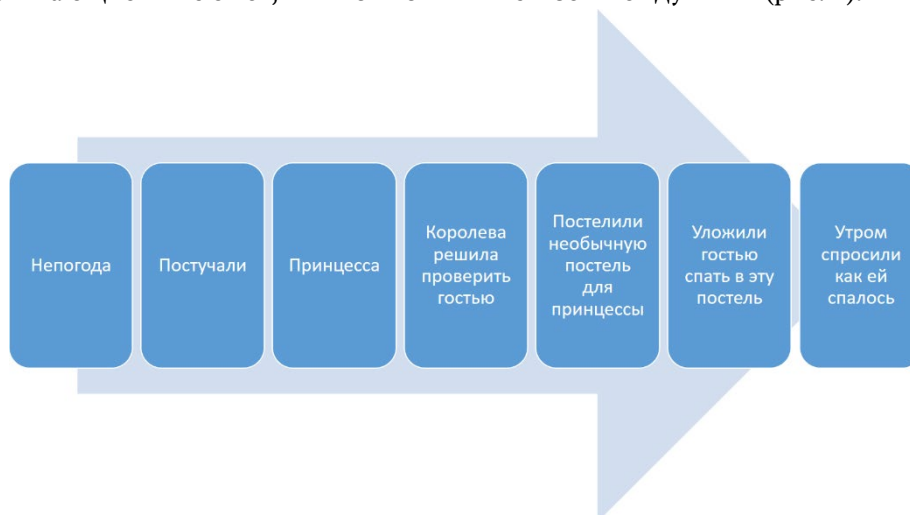 Непогода
Постучали
Принцесса
Королева
решила
проверить
гостью
Постелили
необычную
постель
для
принцессы
Уложили
гостью
спать в эту
постель
Утром
спросили
как ей
спалось